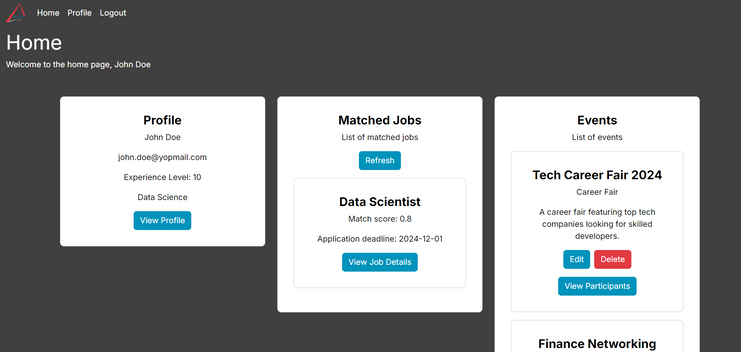 Home Profile Logout
Home
Welcome to the home page, John Doe
Profile
John Doe
john.doe@yopmail.com
Experience Level: 10
Data Science
View Profile
Matched Jobs
List of matched jobs
Refresh
Data Scientist
Match score: 0.8
Application deadline: 2024-12-01
View Job Details
Events
List of events
Tech Career Fair 2024
Career Fair
A career fair featuring top tech
companies looking for skilled
developers.
Edit Delete
View Participants
Finance Networking